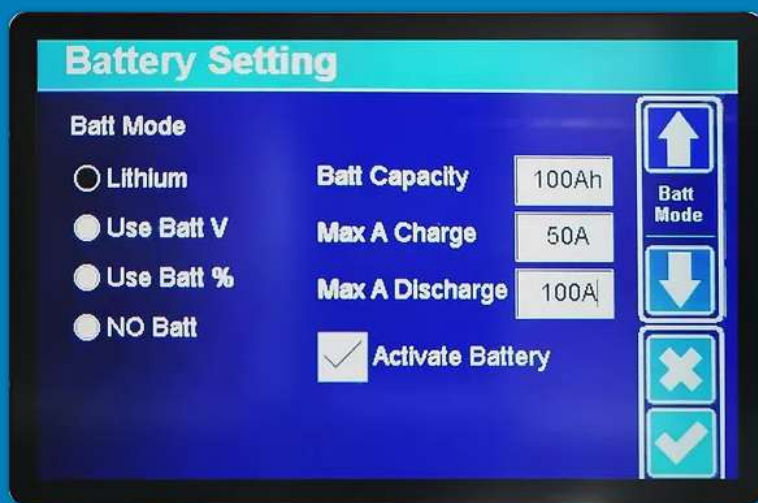 Battery Setting
Batt Mode
Lithium
Use Batt V
Use Batt %
NO Batt
Batt Capacity 100Ah
Max A Charge 50A
Max A Discharge 100A
Activate Battery
Batt
Mode